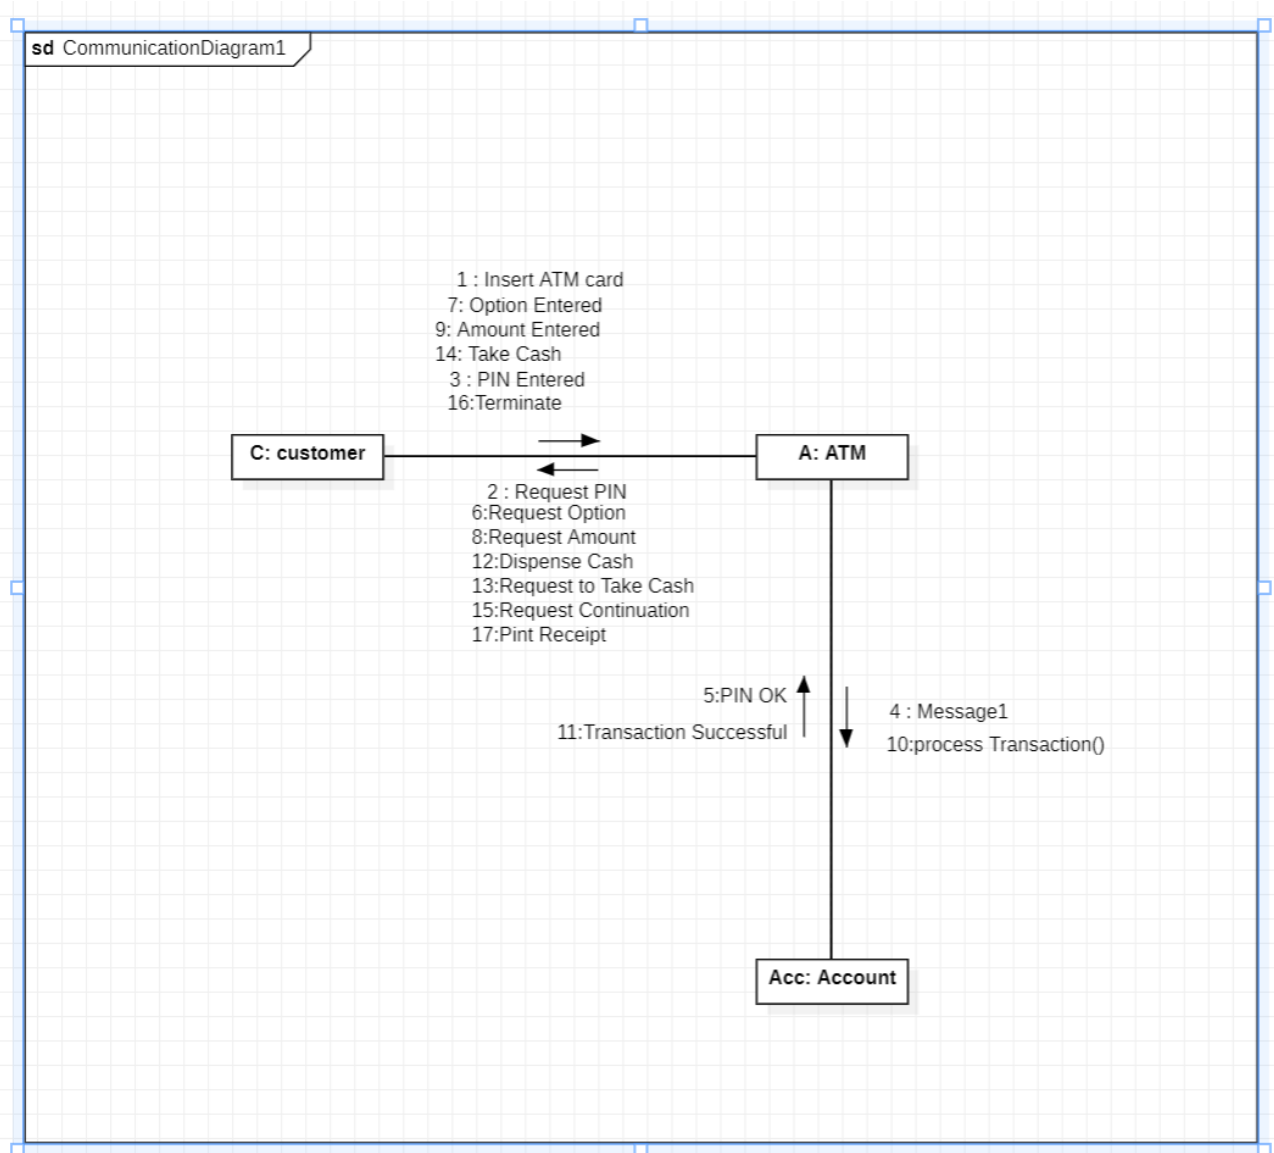 sd CommunicationDiagram1
1 : Insert ATM card
7: Option Entered
9: Amount Entered
14: Take Cash
3 : PIN Entered
16:Terminate
C: customer
A: ATM
2 : Request PIN
6:Request Option
8:Request Amount
12:Dispense Cash
13:Request to Take Cash
15:Request Continuation
17:Pint Receipt
5:PIN OK
11:Transaction Successful
4 : Message1
10:process Transaction()
Acc: Account